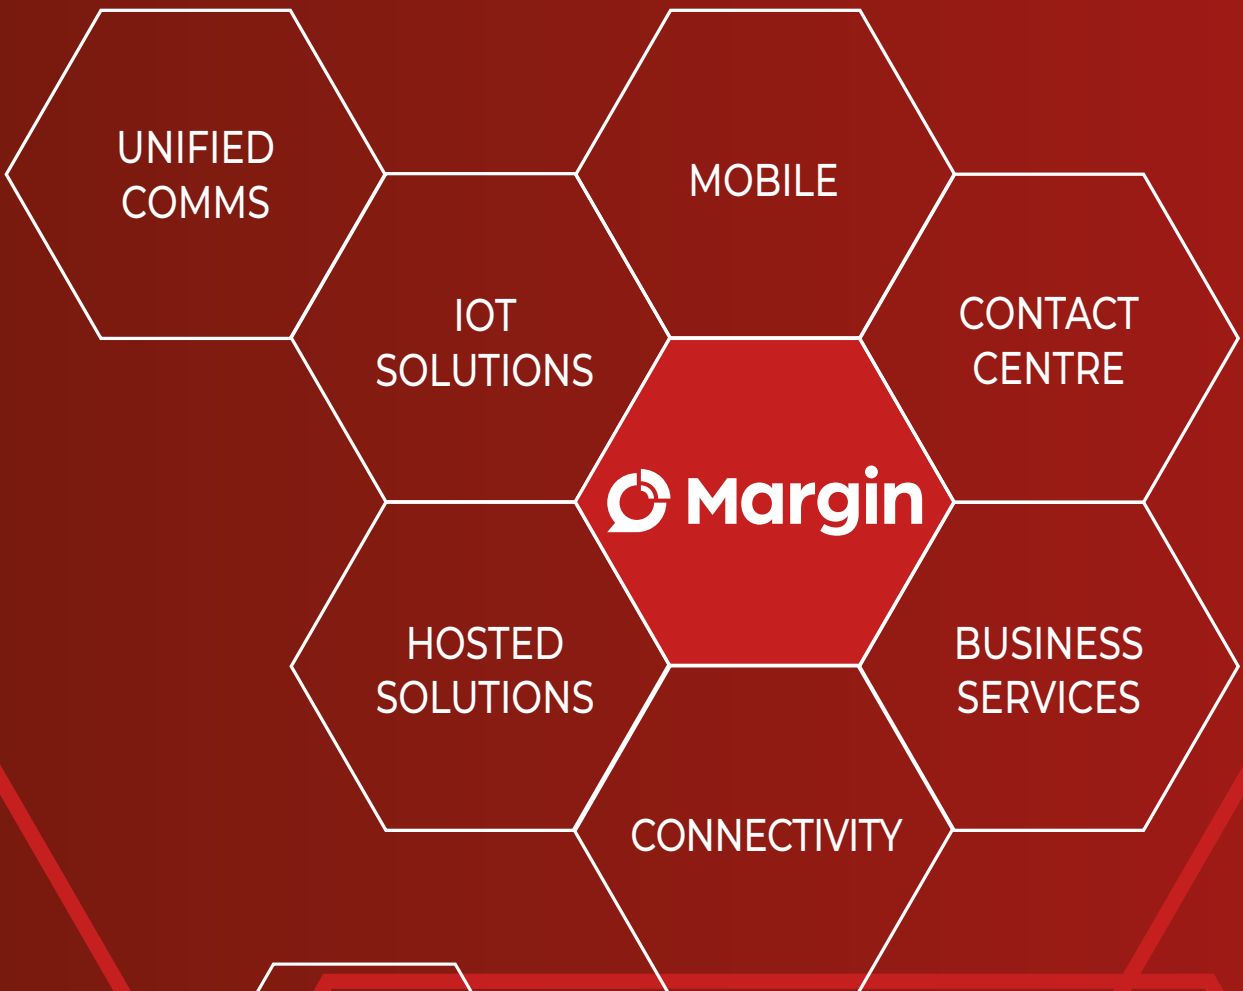 UNIFIED
COMMS
MOBILE
IOT
SOLUTIONS
CONTACT
CENTRE
Margin
HOSTED
SOLUTIONS
BUSINESS
SERVICES
CONNECTIVITY